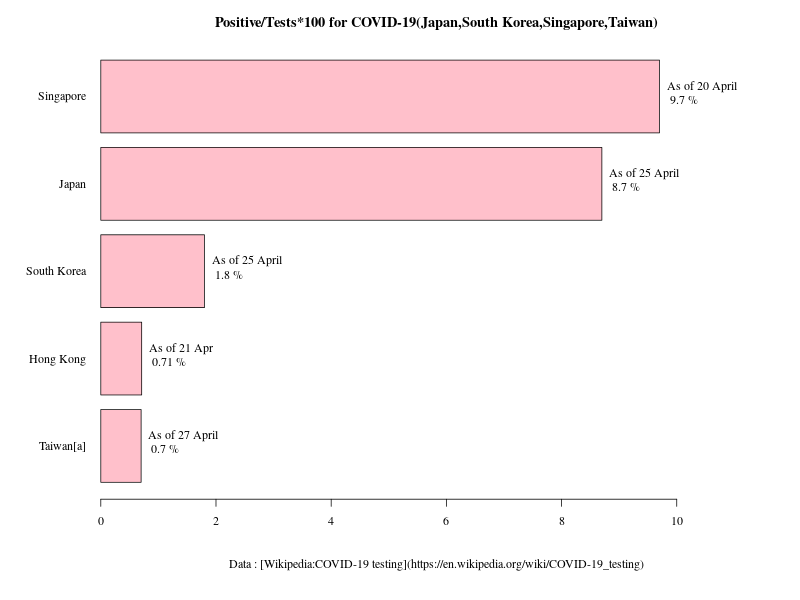 Positive/Tests*100 for COVID-19(Japan,South Korea,Singapore,Taiwan)
Singapore
As of 20 April
9.7 %
Japan
As of 25 April
8.7 %
South Korea
As of 25 April
1.8 %
Hong Kong
As of 21 Apr
0.71 %
Taiwan[a]
As of 27 April
0.7 %
0 2 4 6 8 10
Data : [Wikipedia:COVID-19 testing](https://en.wikipedia.org/wiki/COVID-19_testing)